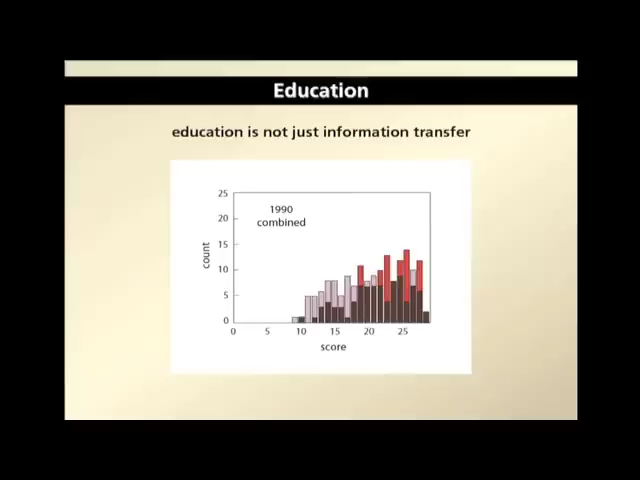 Education
education is not just information transfer
1990
combined
count
25
20
15
10
5
0
0 5 10 15 20 25
score